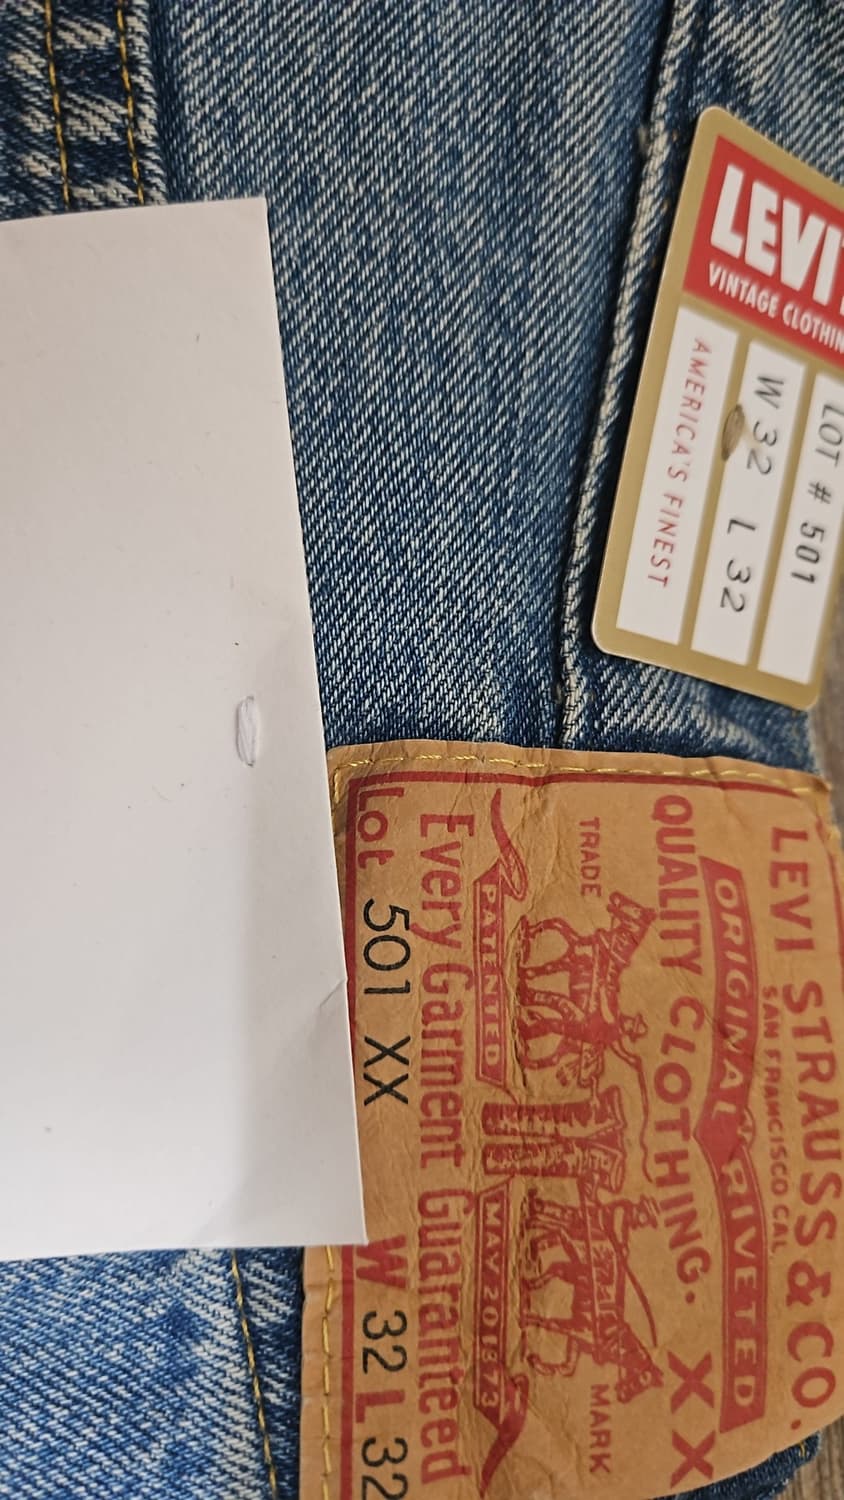 LEVI
VINTAGE CLOTHIN
LOT # 501
W 32 L 32
AMERICA'S FINEST
LEVI STRAUSS & CO.
SAN FRANCISCO CAL,
ORIGINAL RIVETED
QUALITY CLOTHING. XX
TRADE MARK
PATENTED MAY 20 1873
Every Garment Guaranteed
Lot 501 XX W 32 L 32